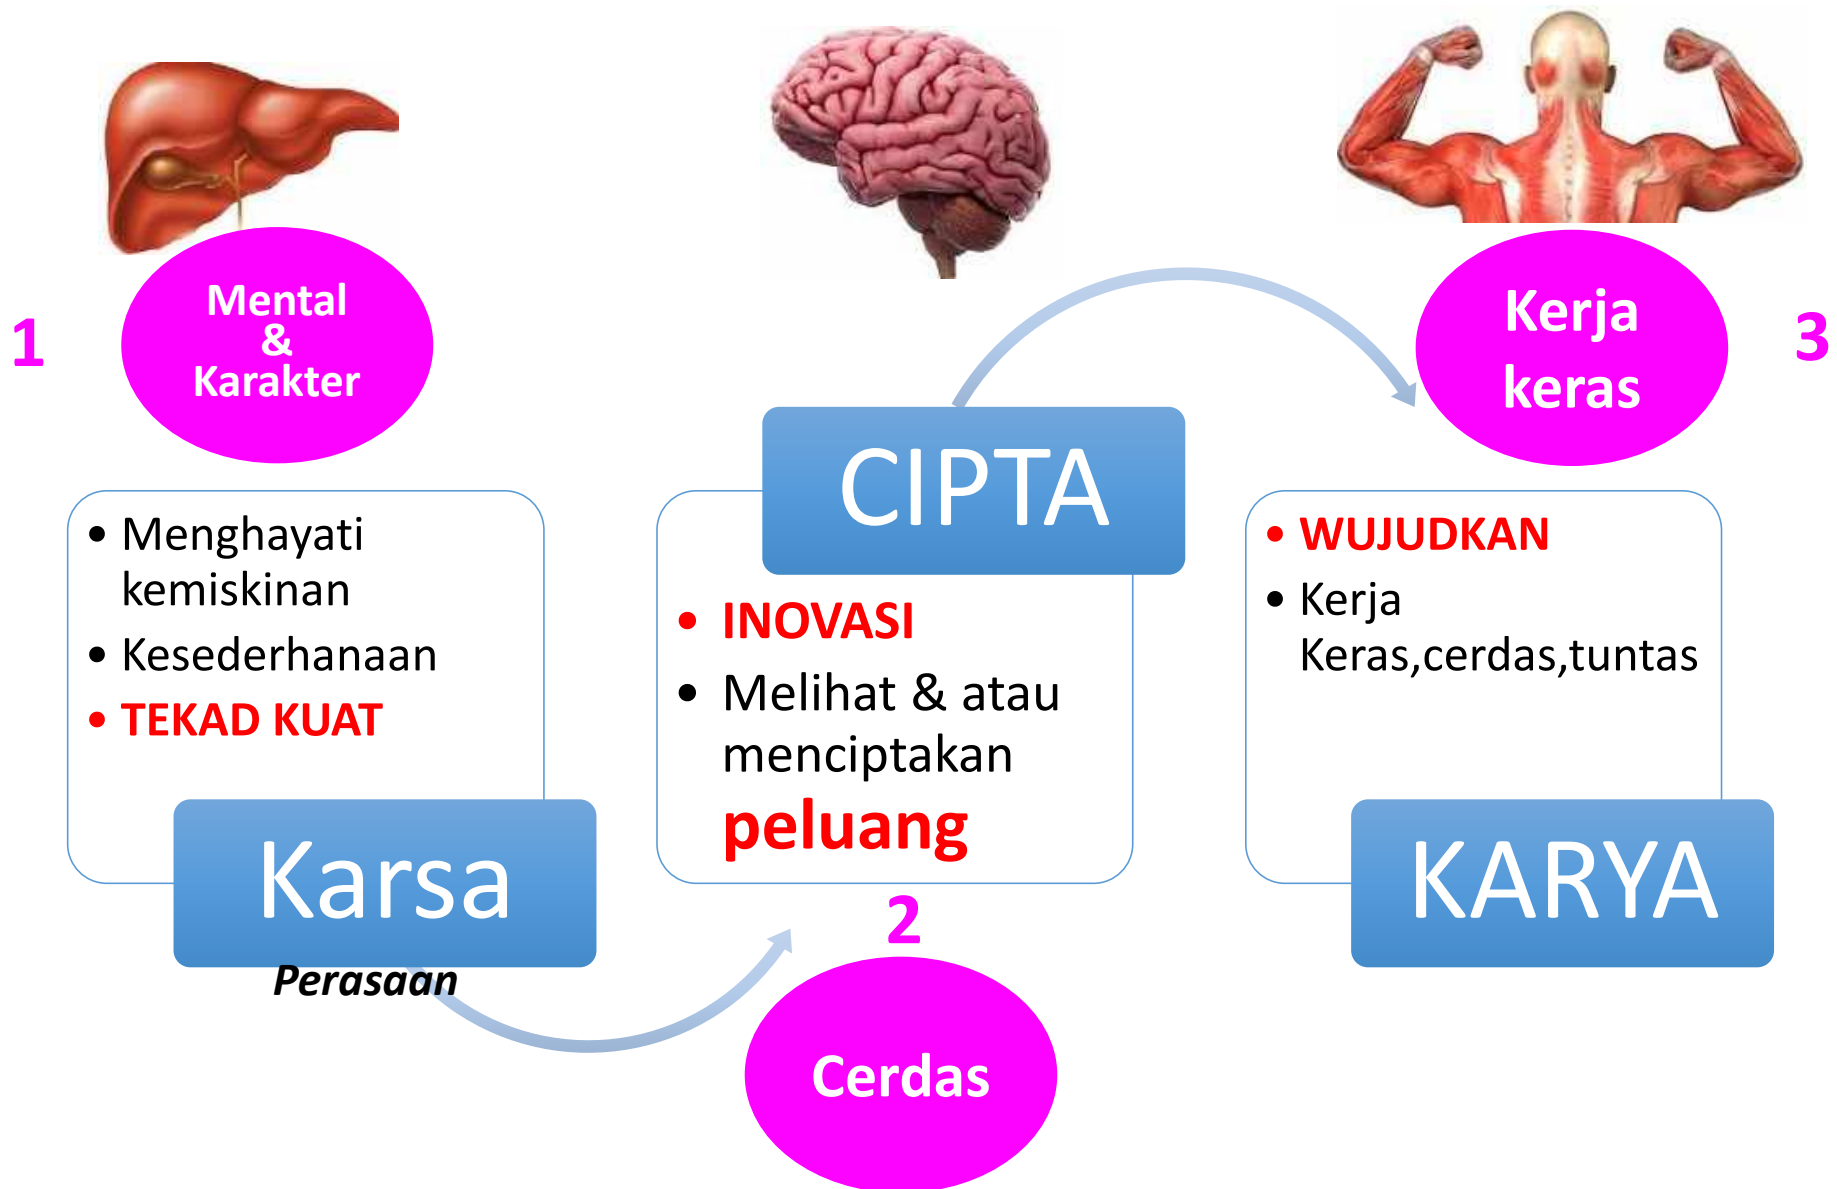 1
Mental
&
Karakter
• Menghayati
kemiskinan
• Kesederhanaan
• TEKAD KUAT
Karsa
Perasaan
CIPTA
• INOVASI
• Melihat & atau
menciptakan
peluang
2
Cerdas
Kerja
keras
3
• WUJUDKAN
• Kerja
Keras,cerdas,tuntas
KARYA